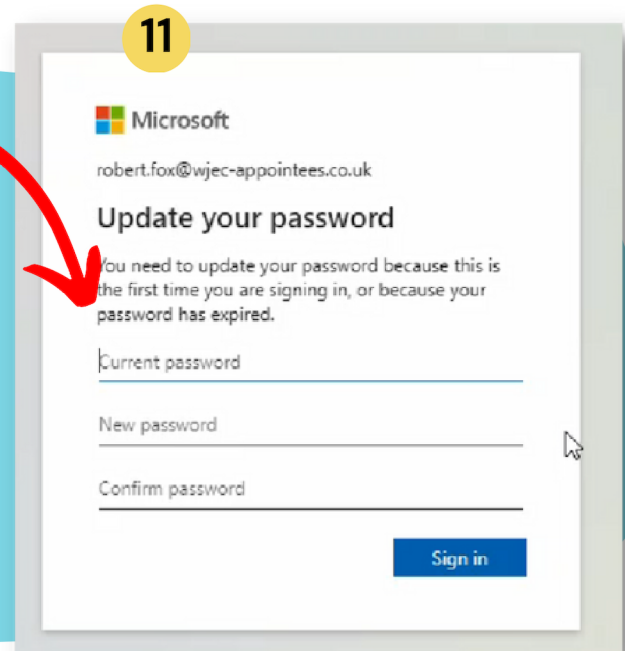 11
Microsoft
robert.fox@wjec-appointees.co.uk
Update your password
You need to update your password because this is
the first time you are signing in, or because your
password has expired.
Current password
New password
Confirm password
Sign in